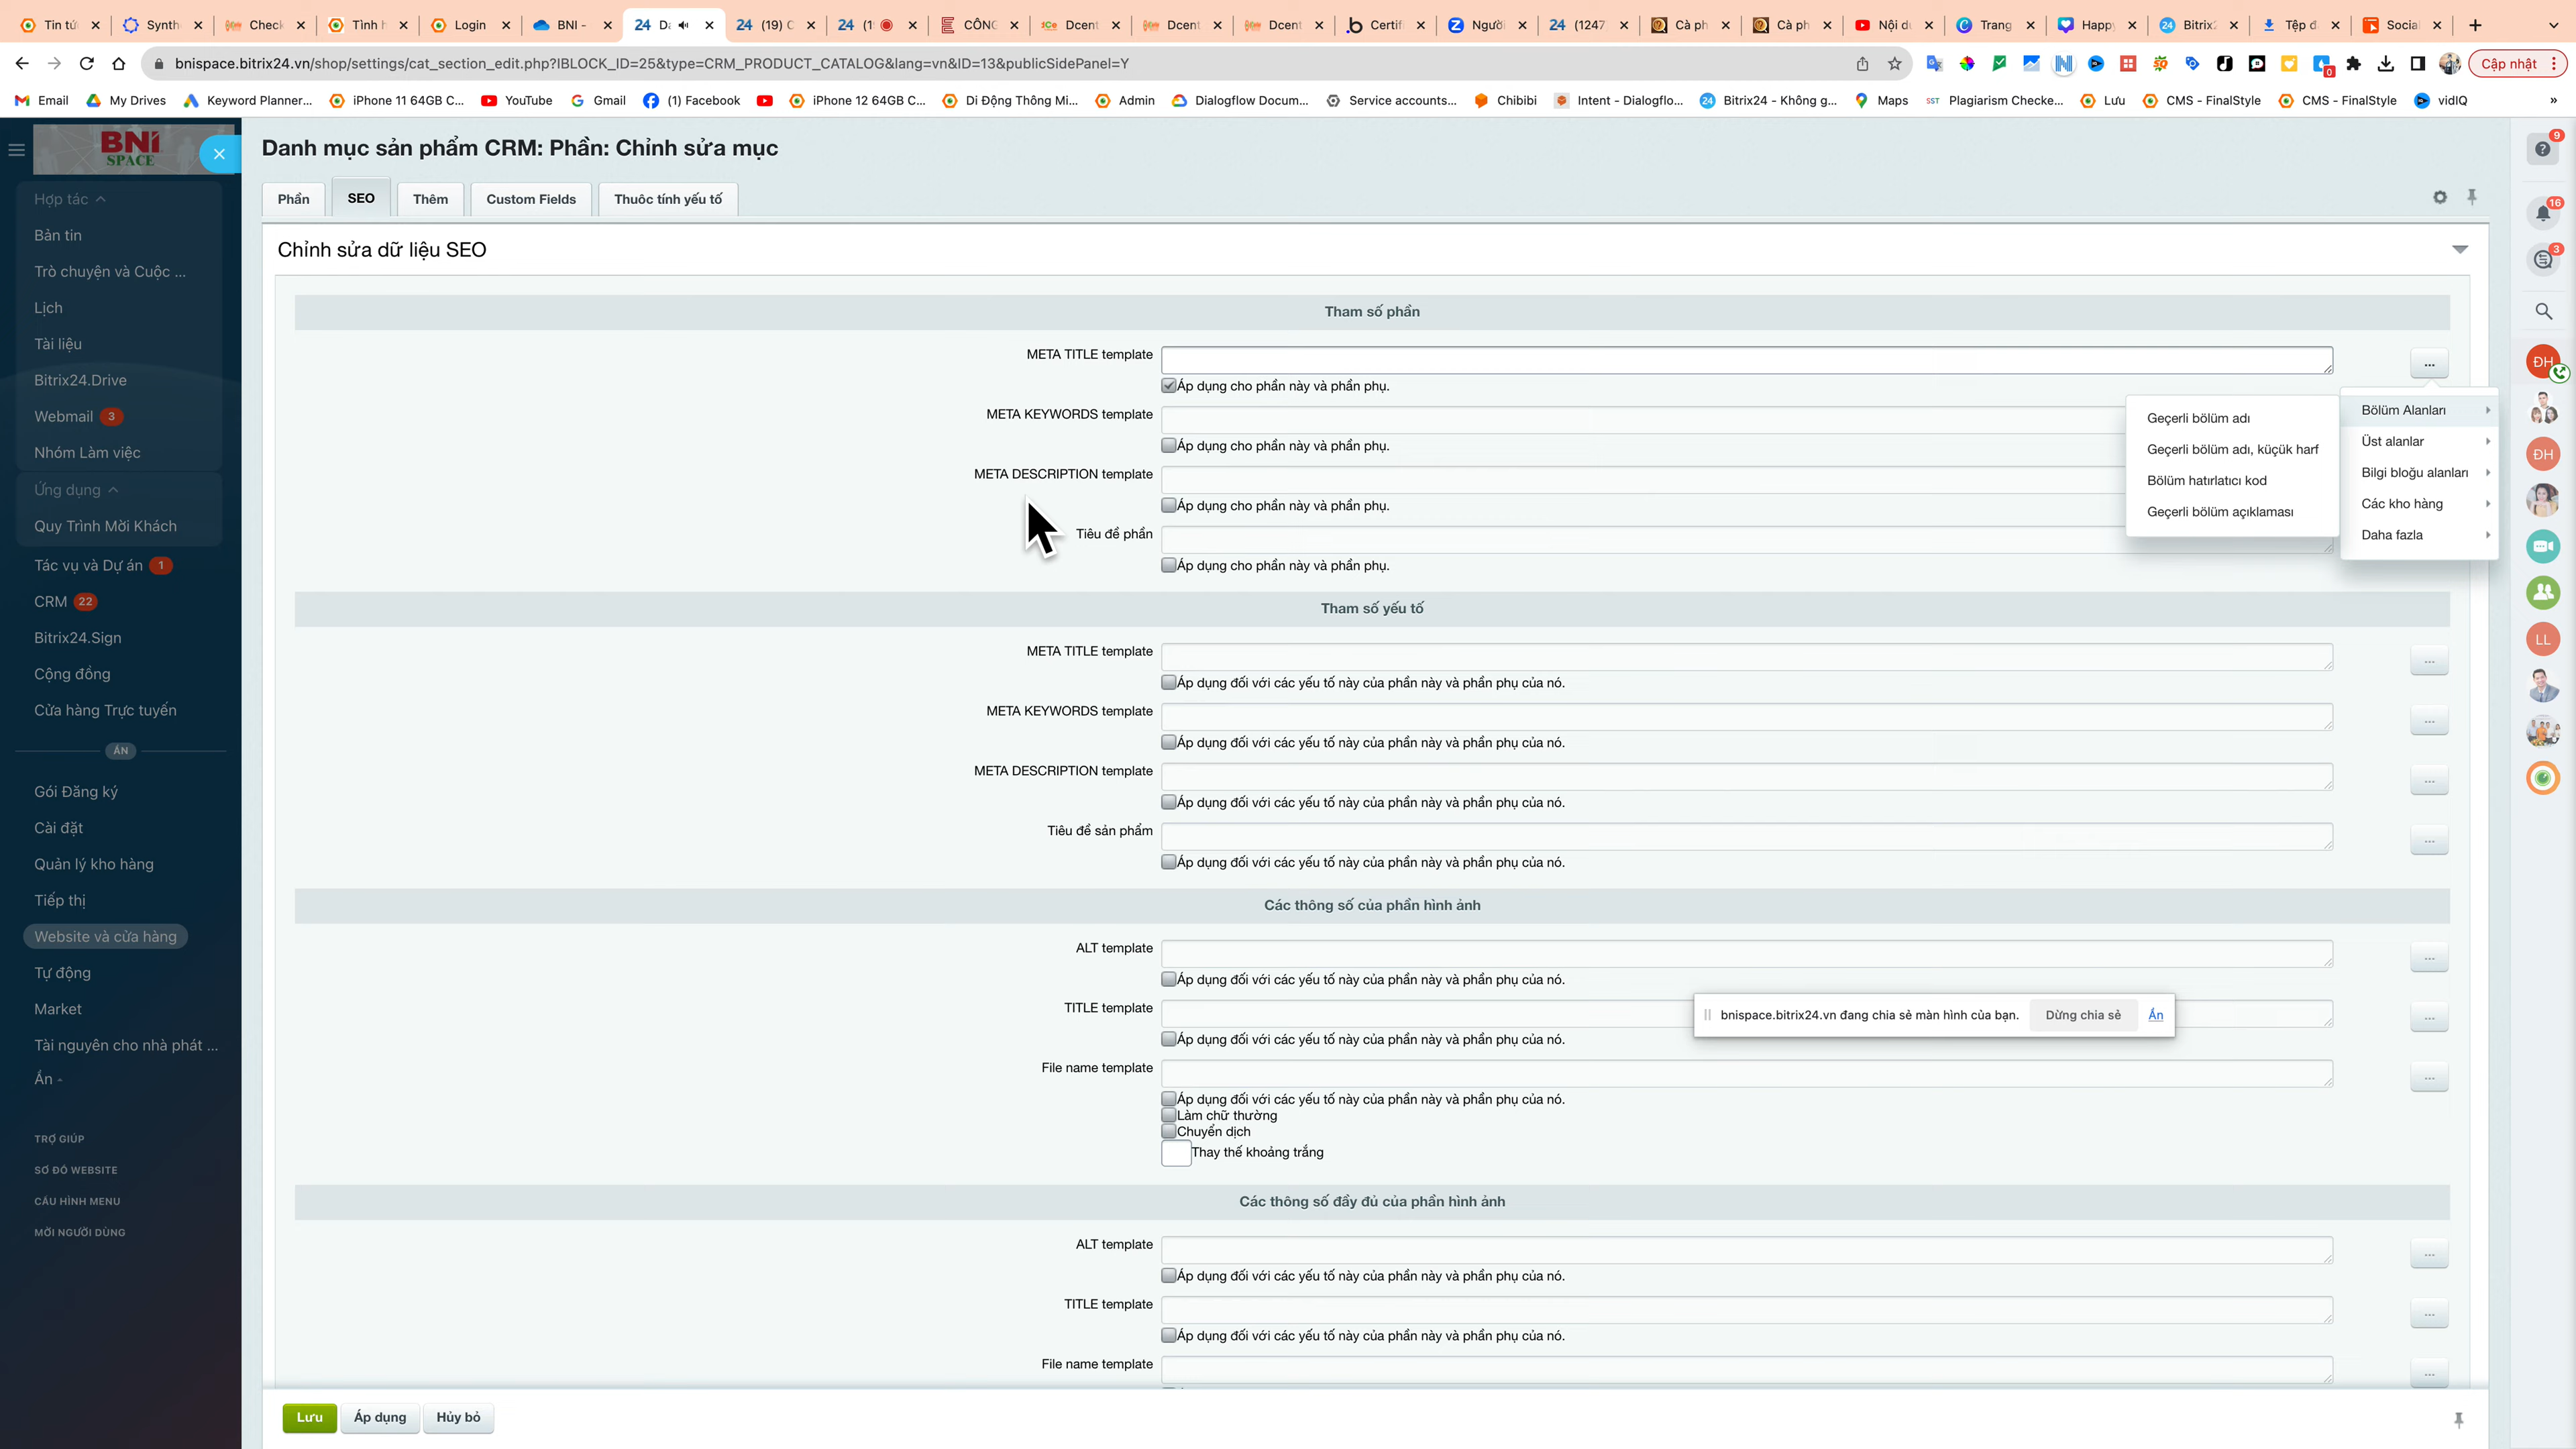 Tin tức
Synth
Check
Tình h
Login
BNI -
(19) C
CÔNG
Dcent
Dcent
Dcent
Certif
Người
(1247
Cà ph
Cà ph
Nội du
Trang
Happy
Bitrix2
Tệp đ
Social
bnispace.bitrix24.vn/shop/settings/cat_section_edit.php?IBLOCK_ID=25&type=CRM_PRODUCT_CATALOG&lang=vn&ID=13&publicSidePanel=Y
Cập nhật
Email
My Drives
Keyword Planner...
iPhone 11 64GB C...
YouTube
Gmail
(1) Facebook
iPhone 12 64GB C...
Di Động Thông Mi...
Admin
Dialogflow Docum...
Service accounts...
Chibibi
Intent - Dialogflo...
Bitrix24 - Không g...
Maps
Plagiarism Checke...
Lưu
CMS - FinalStyle
CMS - FinalStyle
vidIQ
»
BNI
SPACE
Hợp tác
Bản tin
Trò chuyện và Cuộc ...
Lịch
Tài liệu
Bitrix24.Drive
Webmail 3
Nhóm Làm việc
Ứng dụng
Quy Trình Mời Khách
Tác vụ và Dự án 1
CRM 22
Bitrix24.Sign
Cộng đồng
Cửa hàng Trực tuyến
ẨN
Gói Đăng ký
Cài đặt
Quản lý kho hàng
Tiếp thị
Website và cửa hàng
Tự động
Market
Tài nguyên cho nhà phát ...
Ẩn
TRỢ GIÚP
SƠ ĐỒ WEBSITE
CẤU HÌNH MENU
MỜI NGƯỜI DÙNG
Danh mục sản phẩm CRM: Phần: Chỉnh sửa mục
Phần
SEO
Thêm
Custom Fields
Thuôc tính yếu tố
Chỉnh sửa dữ liệu SEO
Tham số phần
META TITLE template
...
Áp dụng cho phần này và phần phụ.
META KEYWORDS template
Áp dụng cho phần này và phần phụ.
META DESCRIPTION template
Áp dụng cho phần này và phần phụ.
Tiêu đề phần
Áp dụng cho phần này và phần phụ.
Geçerli bölüm adı
Geçerli bölüm adı, küçük harf
Bölüm hatırlatıcı kod
Geçerli bölüm açıklaması
Bölüm Alanları
Üst alanlar
Bilgi bloğu alanları
Các kho hàng
Daha fazla
Tham số yếu tố
META TITLE template
...
Áp dụng đối với các yếu tố này của phần này và phần phụ của nó.
META KEYWORDS template
...
Áp dụng đối với các yếu tố này của phần này và phần phụ của nó.
META DESCRIPTION template
...
Áp dụng đối với các yếu tố này của phần này và phần phụ của nó.
Tiêu đề sản phẩm
...
Áp dụng đối với các yếu tố này của phần này và phần phụ của nó.
Các thông số của phần hình ảnh
ALT template
...
Áp dụng đối với các yếu tố này của phần này và phần phụ của nó.
TITLE template
...
Áp dụng đối với các yếu tố này của phần này và phần phụ của nó.
bnispace.bitrix24.vn đang chia sẻ màn hình của bạn.
Dừng chia sẻ
Ẩn
File name template
...
Áp dụng đối với các yếu tố này của phần này và phần phụ của nó.
Làm chữ thường
Chuyển dịch
Thay thế khoảng trắng
Các thông số đầy đủ của phần hình ảnh
ALT template
...
Áp dụng đối với các yếu tố này của phần này và phần phụ của nó.
TITLE template
...
Áp dụng đối với các yếu tố này của phần này và phần phụ của nó.
File name template
...
Lưu
Áp dụng
Hủy bỏ
9
16
3
ĐH
ĐH
LL